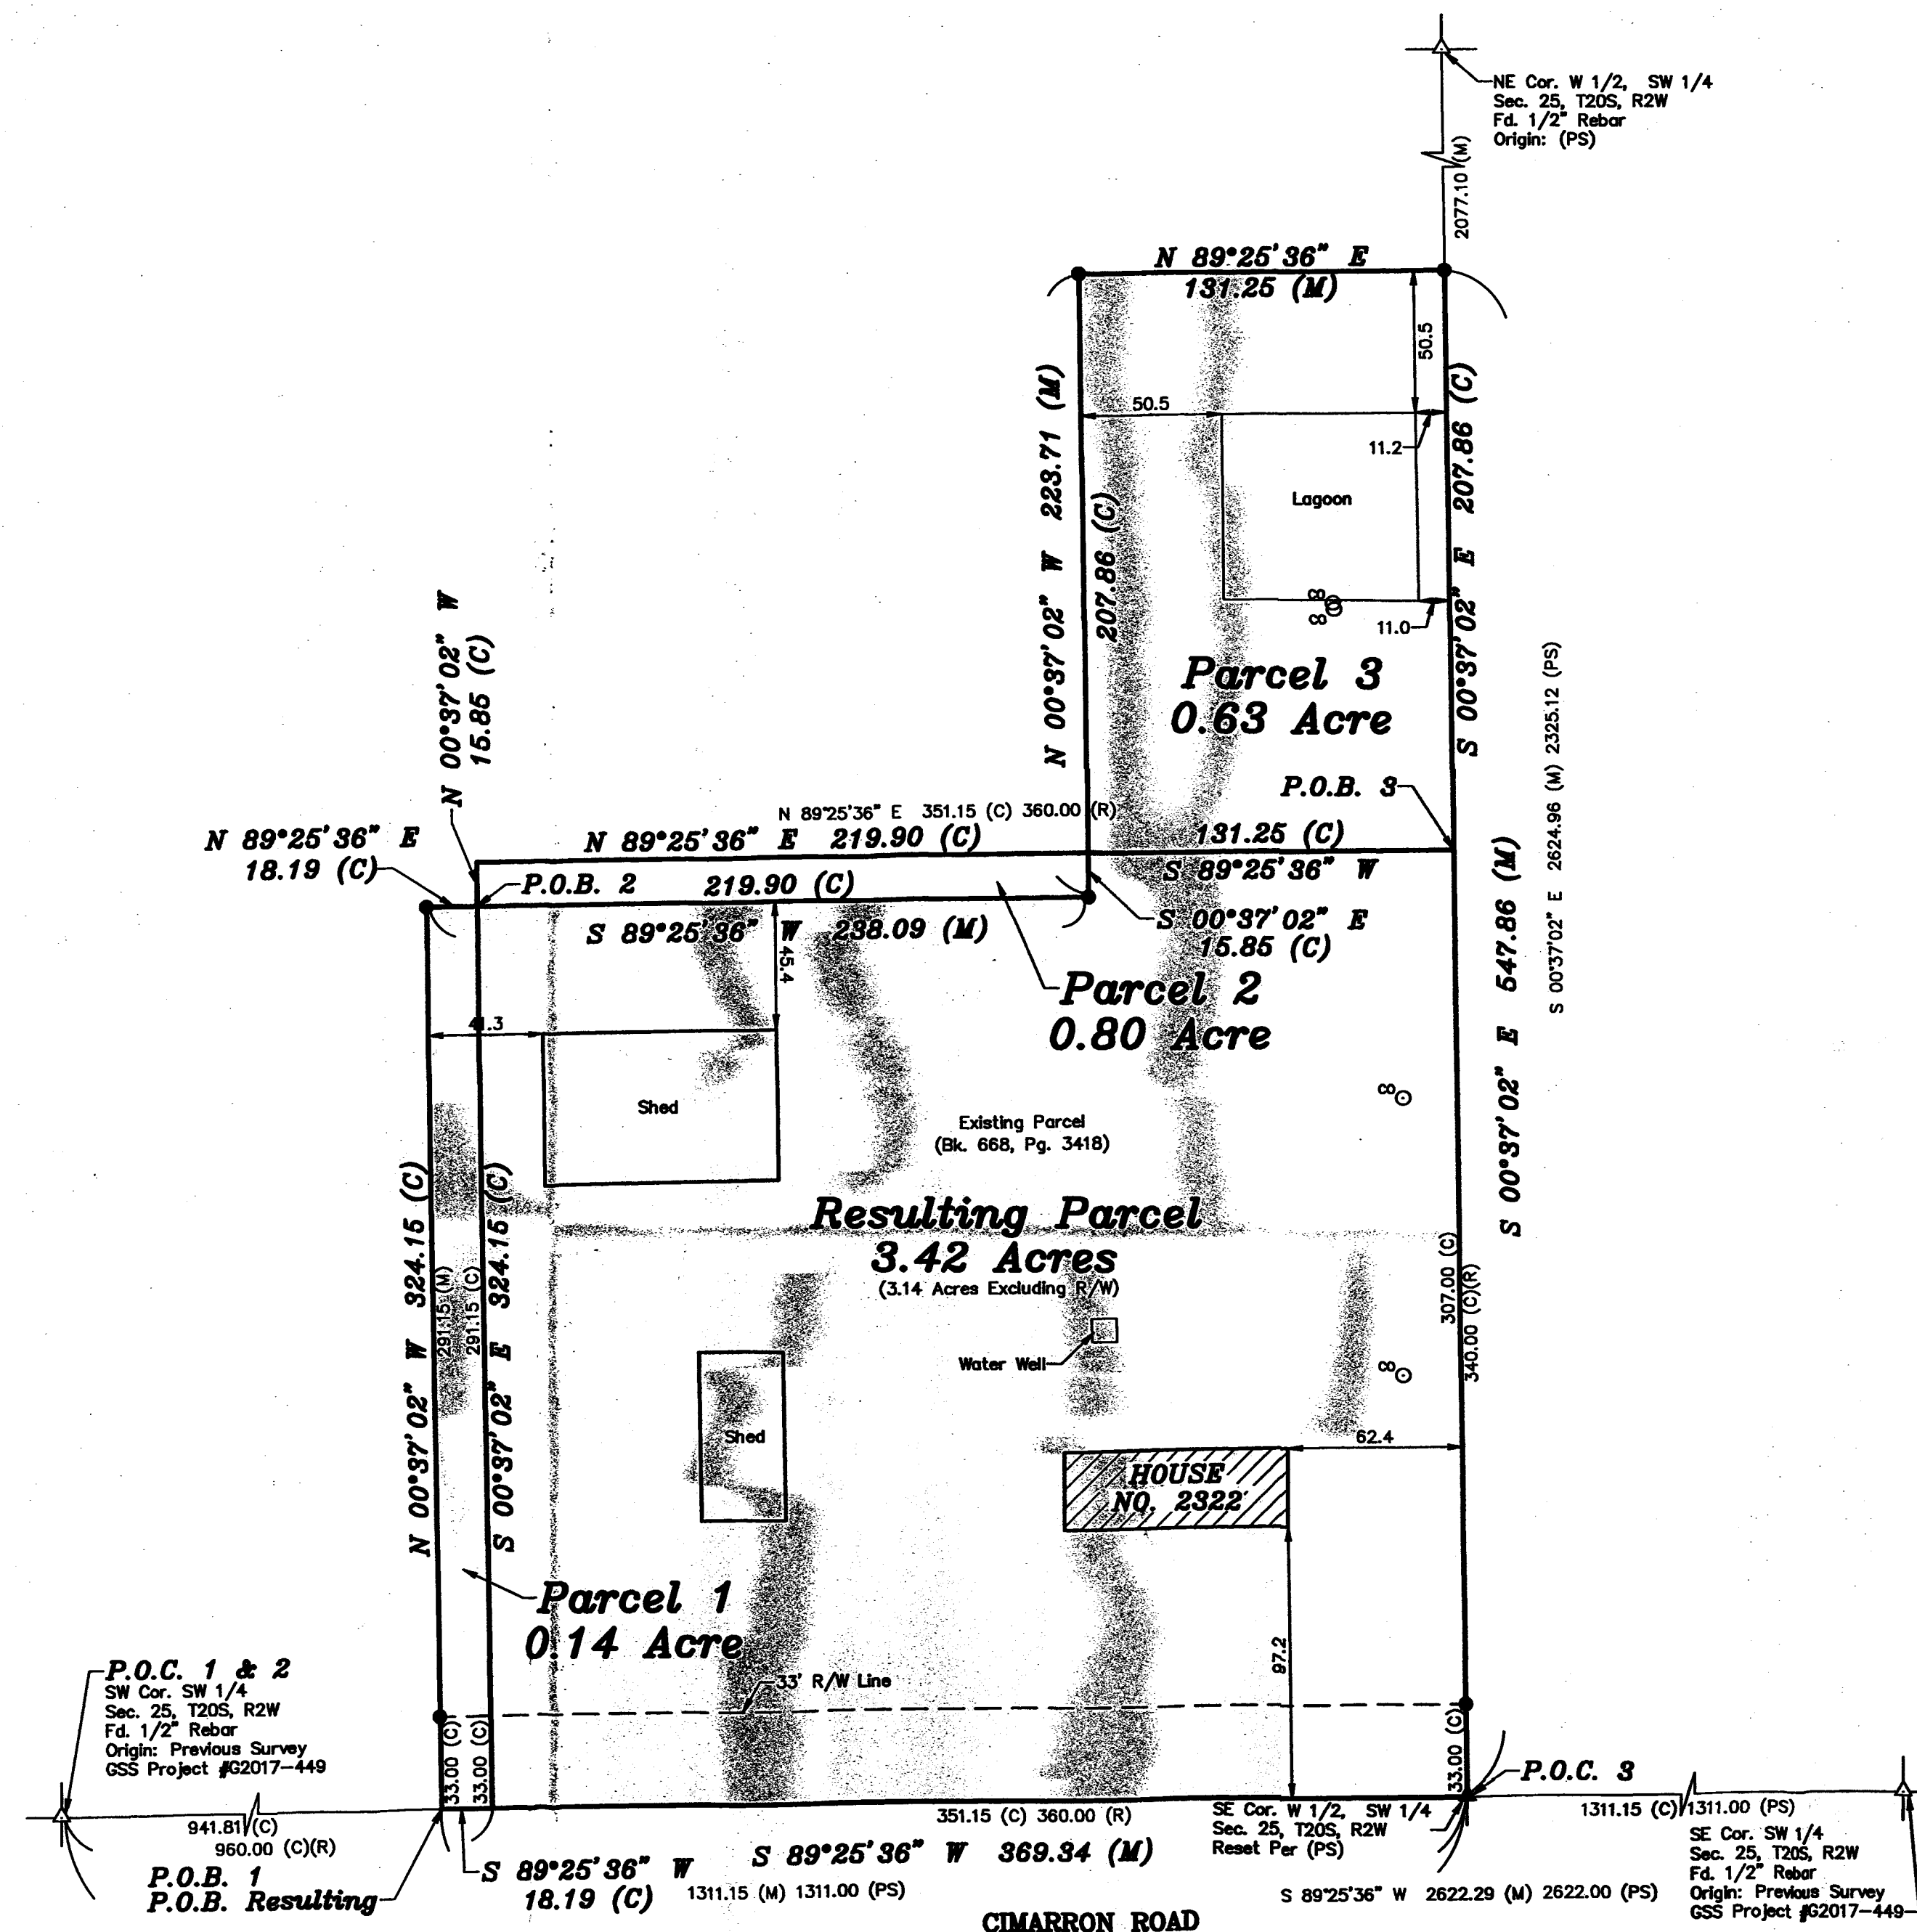 NE Cor. W 1/2, SW 1/4
Sec. 25, T20S, R2W
Fd. 1/2" Rebar
Origin: (PS)
2077.10 (M)
N 89°25'36" E
131.25 (M)
50.5
50.5
11.2
Lagoon
11.0
N 00°37'02" W 223.71 (M)
207.86 (C)
S 00°37'02" E 207.86 (C)
Parcel 3
0.63 Acre
P.O.B. 3
S 00°37'02" E 2624.96 (M) 2325.12 (PS)
N 00°37'02" W
15.85 (C)
N 89°25'36" E 351.15 (C) 360.00 (R)
N 89°25'36" E
18.19 (C)
N 89°25'36" E 219.90 (C)
131.25 (C)
S 89°25'36" W
P.O.B. 2
219.90 (C)
S 89°25'36" W 238.09 (M)
S 00°37'02" E
15.85 (C)
45.4
41.3
Parcel 2
0.80 Acre
S 00°37'02" E 547.86 (M)
Shed
Existing Parcel
(Bk. 668, Pg. 3418)
Resulting Parcel
3.42 Acres
(3.14 Acres Excluding R/W)
N 00°37'02" W 324.15 (C)
291.15 (M)
291.15 (C)
S 00°37'02" E 324.15 (C)
307.00 (C)
340.00 (C)(R)
Water Well
Shed
62.4
HOUSE
NO. 2322
97.2
Parcel 1
0.14 Acre
33' R/W Line
P.O.C. 1 & 2
SW Cor. SW 1/4
Sec. 25, T20S, R2W
Fd. 1/2" Rebar
Origin: Previous Survey
GSS Project #G2017-449
33.00 (C)
33.00 (C)
33.00 (C)
P.O.C. 3
941.81 (C)
960.00 (C)(R)
351.15 (C) 360.00 (R)
SE Cor. W 1/2, SW 1/4
Sec. 25, T20S, R2W
Reset Per (PS)
1311.15 (C) 1311.00 (PS)
SE Cor. SW 1/4
Sec. 25, T20S, R2W
Fd. 1/2" Rebar
Origin: Previous Survey
GSS Project #G2017-449-
P.O.B. 1
P.O.B. Resulting
S 89°25'36" W
18.19 (C)
S 89°25'36" W 369.34 (M)
1311.15 (M) 1311.00 (PS)
S 89°25'36" W 2622.29 (M) 2622.00 (PS)
CIMARRON ROAD